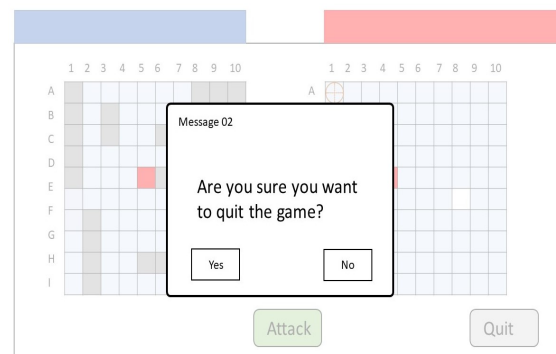 1 2 3 4 5 6 7 8 9 10
1 2 3 4 5 6 7 8 9 10
A
A
B
C
D
E
F
G
H
I
Message 02
Are you sure you want
to quit the game?
Yes
No
Attack
Quit